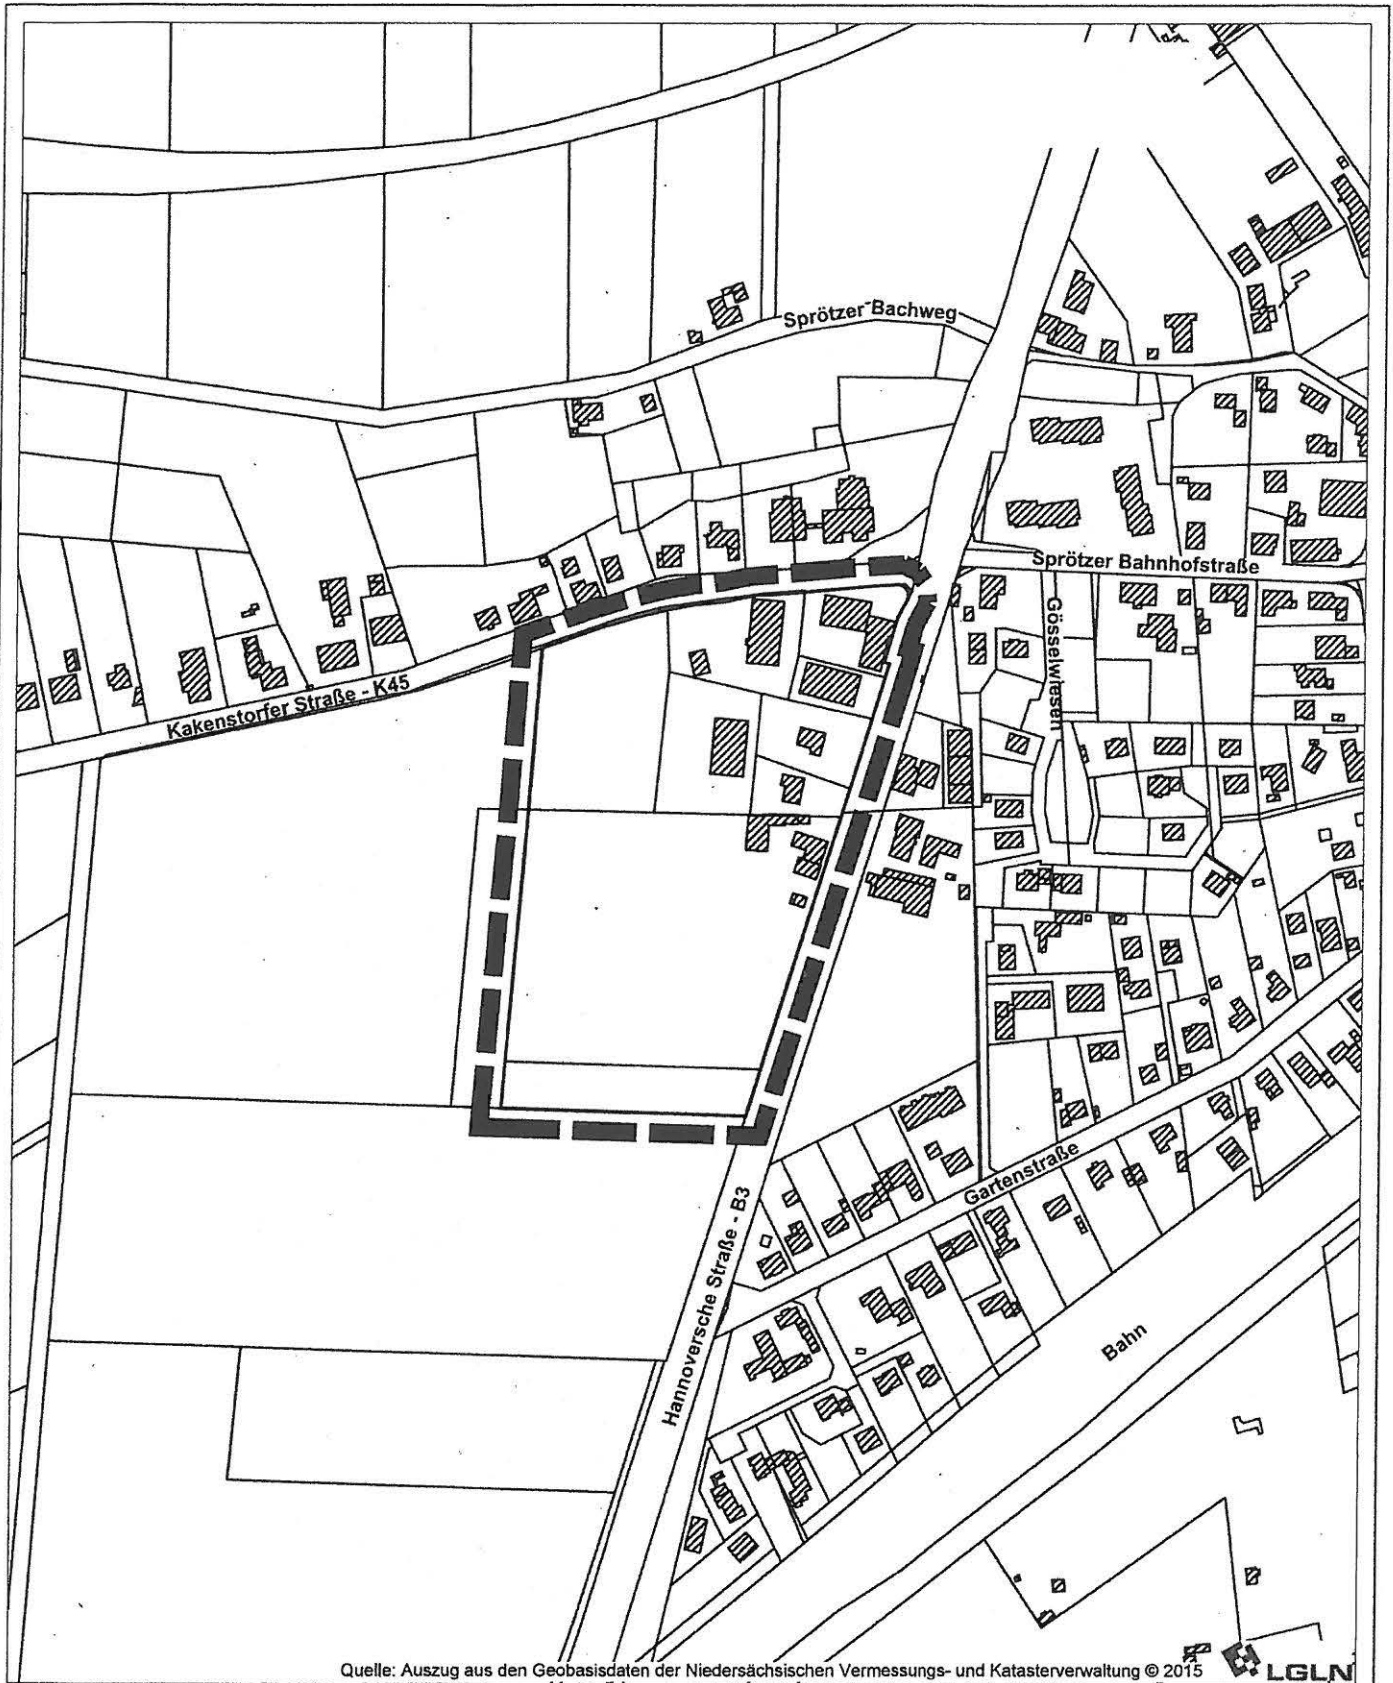 Sprötzer Bachweg
Sprötzer Bahnhofstraße
Gösselwiesen
Kakenstorfer Straße - K45
Gartenstraße
Hannoversche Straße - B3
Bahn
Quelle: Auszug aus den Geobasisdaten der Niedersächsischen Vermessungs- und Katasterverwaltung © 2015
LGLN